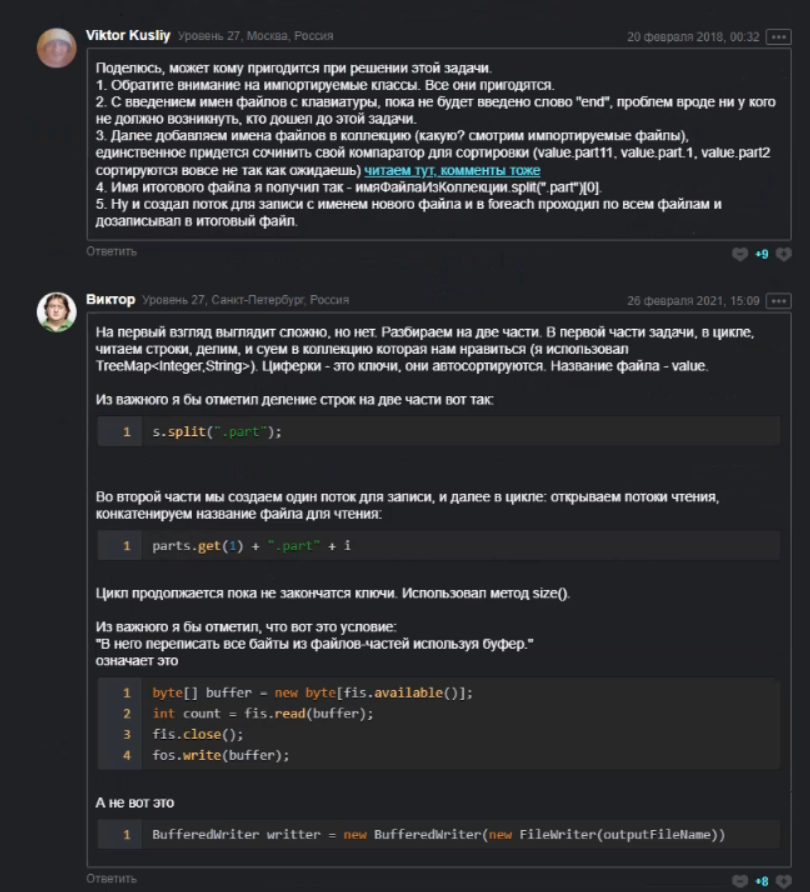 Viktor Kusliy Уровень 27, Москва, Россия 20 февраля 2018, 00:32
Поделюсь, может кому пригодится при решении этой задачи.
1. Обратите внимание на импортируемые классы. Все они пригодятся.
2. С введением имен файлов с клавиатуры, пока не будет введено слово "end", проблем вроде ни у кого
не должно возникнуть, кто дошел до этой задачи.
3. Далее добавляем имена файлов в коллекцию (какую? смотрим импортируемые файлы),
единственное придется сочинить свой компаратор для сортировки (value.part11, value.part.1, value.part2
сортируются вовсе не так как ожидаешь) читаем тут, комменты тоже
4. Имя итогового файла я получил так - имяФайлаИзКоллекции.split(".part")[0].
5. Ну и создал поток для записи с именем нового файла и в foreach проходил по всем файлам и
дозаписывал в итоговый файл.
Ответить +9
Виктор Уровень 27, Санкт-Петербург, Россия 26 февраля 2021, 15:09
На первый взгляд выглядит сложно, но нет. Разбираем на две части. В первой части задачи, в цикле,
читаем строки, делим, и суем в коллекцию которая нам нравиться (я использовал
TreeMap<Integer,String>). Циферки - это ключи, они автосортируются. Название файла - value.
Из важного я бы отметил деление строк на две части вот так:
1 s.split(".part");
Во второй части мы создаем один поток для записи, и далее в цикле: открываем потоки чтения,
конкатенируем название файла для чтения:
1 parts.get(1) + ".part" + i
Цикл продолжается пока не закончатся ключи. Использовал метод size().
Из важного я бы отметил, что вот это условие:
"В него переписать все байты из файлов-частей используя буфер."
означает это
1 byte[] buffer = new byte[fis.available()];
2 int count = fis.read(buffer);
3 fis.close();
4 fos.write(buffer);
А не вот это
1 BufferedWriter writter = new BufferedWriter(new FileWriter(outputFileName))
Ответить +8